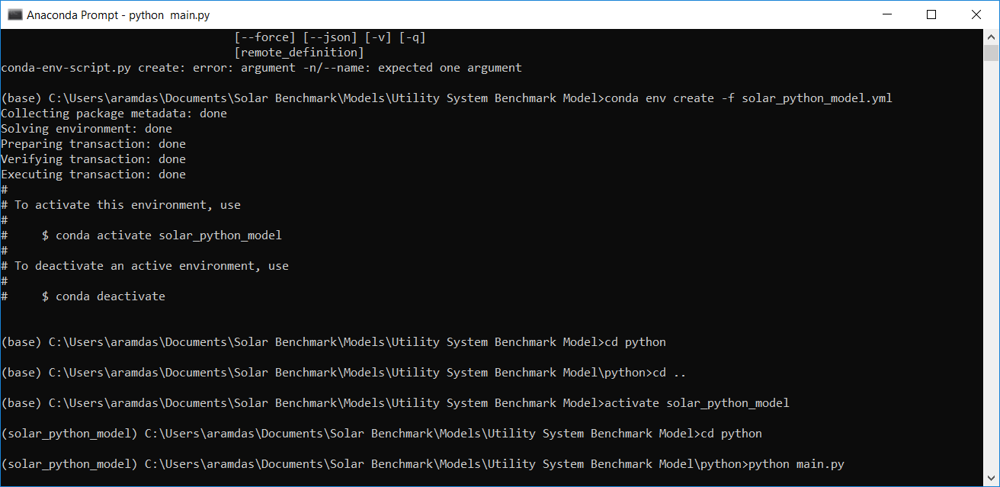 Anaconda Prompt - python  main.py
[--force] [--json] [-v] [-q]
[remote_definition]
conda-env-script.py create: error: argument -n/--name: expected one argument
(base) C:\Users\aramdas\Documents\Solar Benchmark\Models\Utility System Benchmark Model>conda env create -f solar_python_model.yml
Collecting package metadata: done
Solving environment: done
Preparing transaction: done
Verifying transaction: done
Executing transaction: done
#
# To activate this environment, use
#
#     $ conda activate solar_python_model
#
# To deactivate an active environment, use
#
#     $ conda deactivate
(base) C:\Users\aramdas\Documents\Solar Benchmark\Models\Utility System Benchmark Model>cd python
(base) C:\Users\aramdas\Documents\Solar Benchmark\Models\Utility System Benchmark Model\python>cd ..
(base) C:\Users\aramdas\Documents\Solar Benchmark\Models\Utility System Benchmark Model>activate solar_python_model
(solar_python_model) C:\Users\aramdas\Documents\Solar Benchmark\Models\Utility System Benchmark Model>cd python
(solar_python_model) C:\Users\aramdas\Documents\Solar Benchmark\Models\Utility System Benchmark Model\python>python main.py